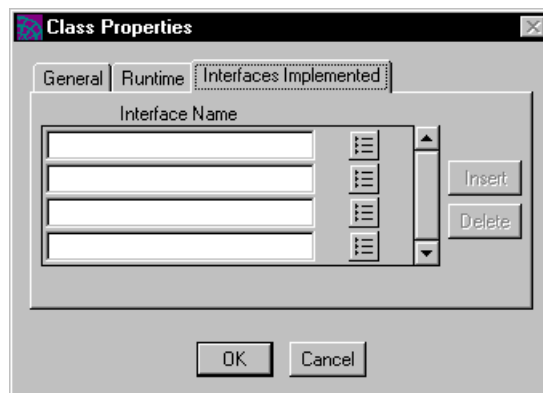 Class Properties
General Runtime Interfaces Implemented
Interface Name
Insert
Delete
OK Cancel